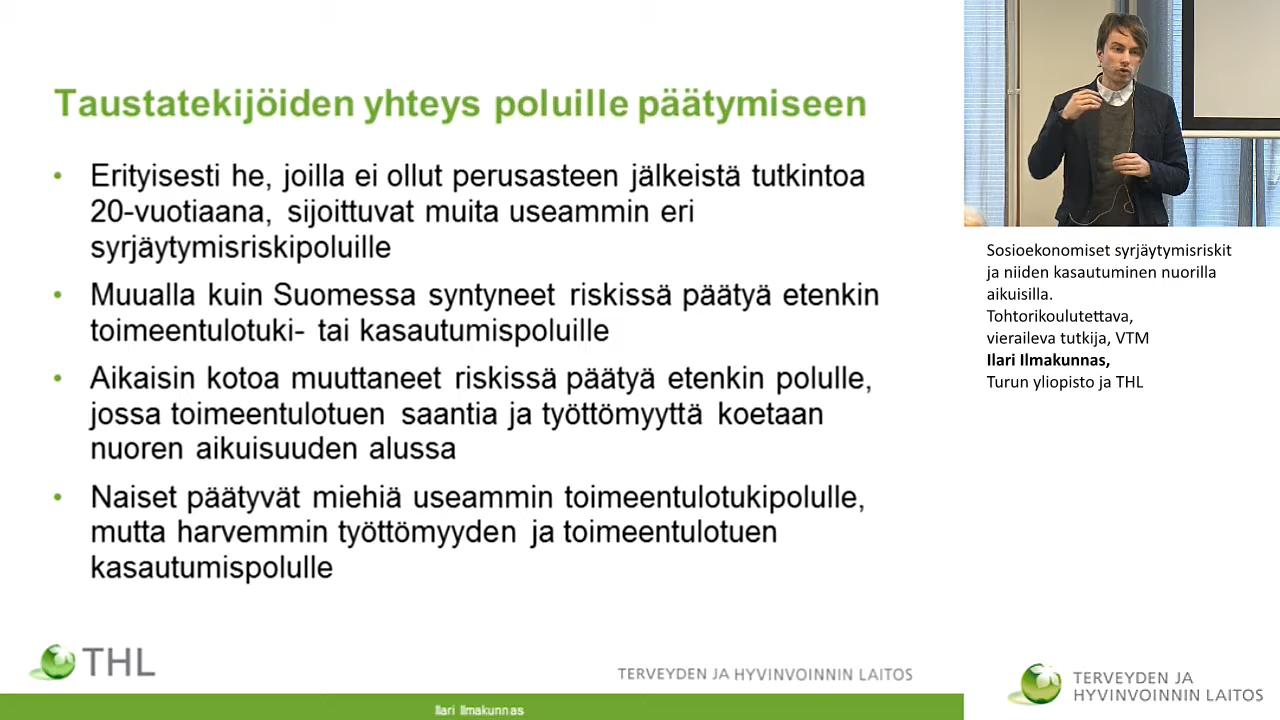 Taustatekijöiden yhteys poluille päätymiseen
• Erityisesti he, joilla ei ollut perusasteen jälkeistä tutkintoa
20-vuotiaana, sijoittuvat muita useammin eri
syrjäytymisriskipoluille
• Muualla kuin Suomessa syntyneet riskissä päätyä etenkin
toimeentulotuki- tai kasautumispoluille
• Aikaisin kotoa muuttaneet riskissä päätyä etenkin polulle,
jossa toimeentulotuen saantia ja työttömyyttä koetaan
nuoren aikuisuuden alussa
• Naiset päätyvät miehiä useammin toimeentulotukipolulle,
mutta harvemmin työttömyyden ja toimeentulotuen
kasautumispolulle
THL
TERVEYDEN JA HYVINVOINNIN LAITOS
Ilari Ilmakunnas
Sosioekonomiset syrjäytymisriskit
ja niiden kasautuminen nuorilla
aikuisilla.
Tohtorikoulutettava,
vieraileva tutkija, VTM
Ilari Ilmakunnas,
Turun yliopisto ja THL
TERVEYDEN JA
HYVINVOINNIN LAITOS